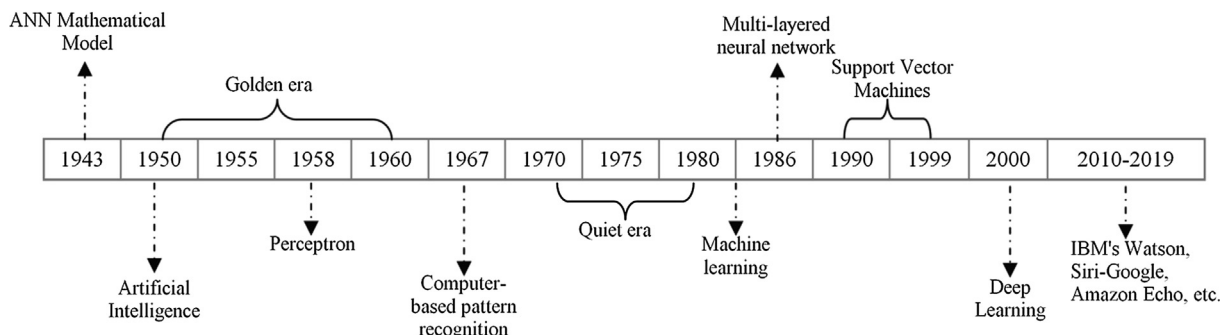 ANN Mathematical
Model
Multi-layered
neural network
Golden era
Support Vector
Machines
1943 1950 1955 1958 1960 1967 1970 1975 1980 1986 1990 1999 2000 2010-2019
Quiet era
Perceptron
Machine
learning
Artificial
Intelligence
Computer-
based pattern
recognition
Deep
Learning
IBM's Watson,
Siri-Google,
Amazon Echo, etc.